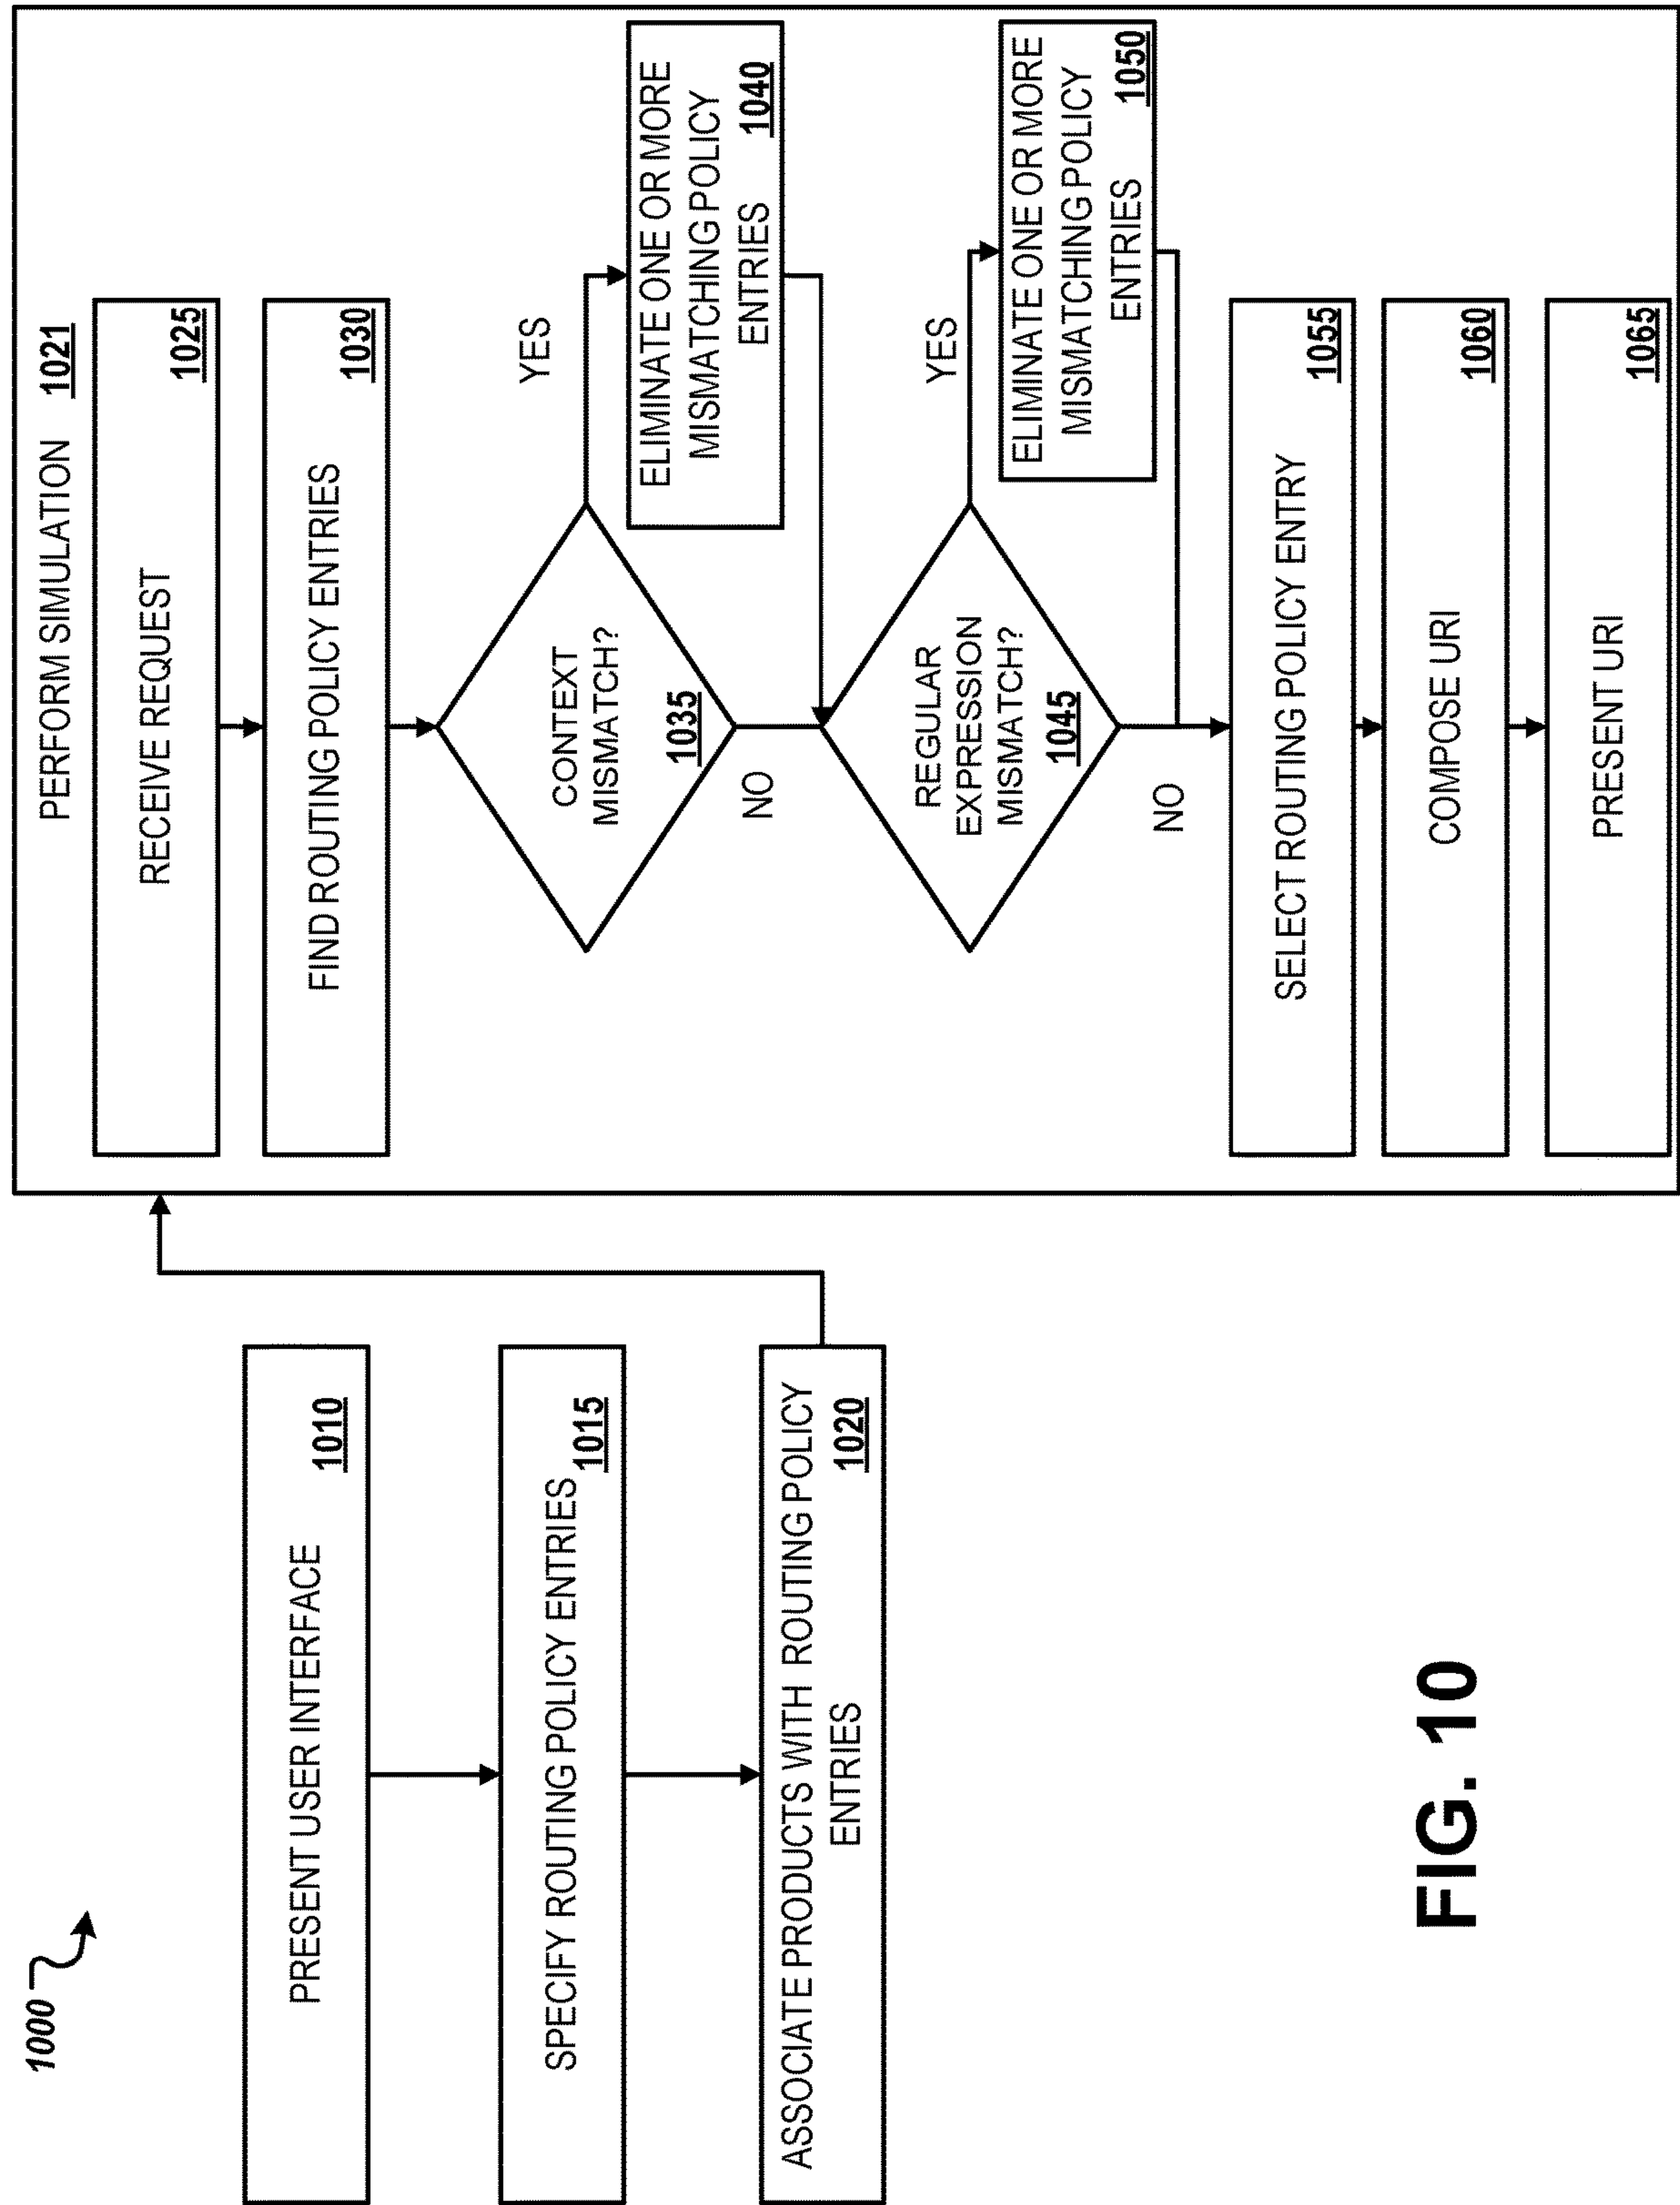 1000
PRESENT USER INTERFACE
1010
SPECIFY ROUTING POLICY ENTRIES
1015
ASSOCIATE PRODUCTS WITH ROUTING POLICY
ENTRIES
1020
PERFORM SIMULATION 1021
RECEIVE REQUEST
1025
FIND ROUTING POLICY ENTRIES
1030
CONTEXT
MISMATCH?
1035
YES
NO
ELIMINATE ONE OR MORE
MISMATCHING POLICY
ENTRIES 1040
REGULAR
EXPRESSION
MISMATCH?
1045
YES
NO
ELIMINATE ONE OR MORE
MISMATCHING POLICY
ENTRIES 1050
SELECT ROUTING POLICY ENTRY
1055
COMPOSE URI
1060
PRESENT URI
1065
FIG. 10